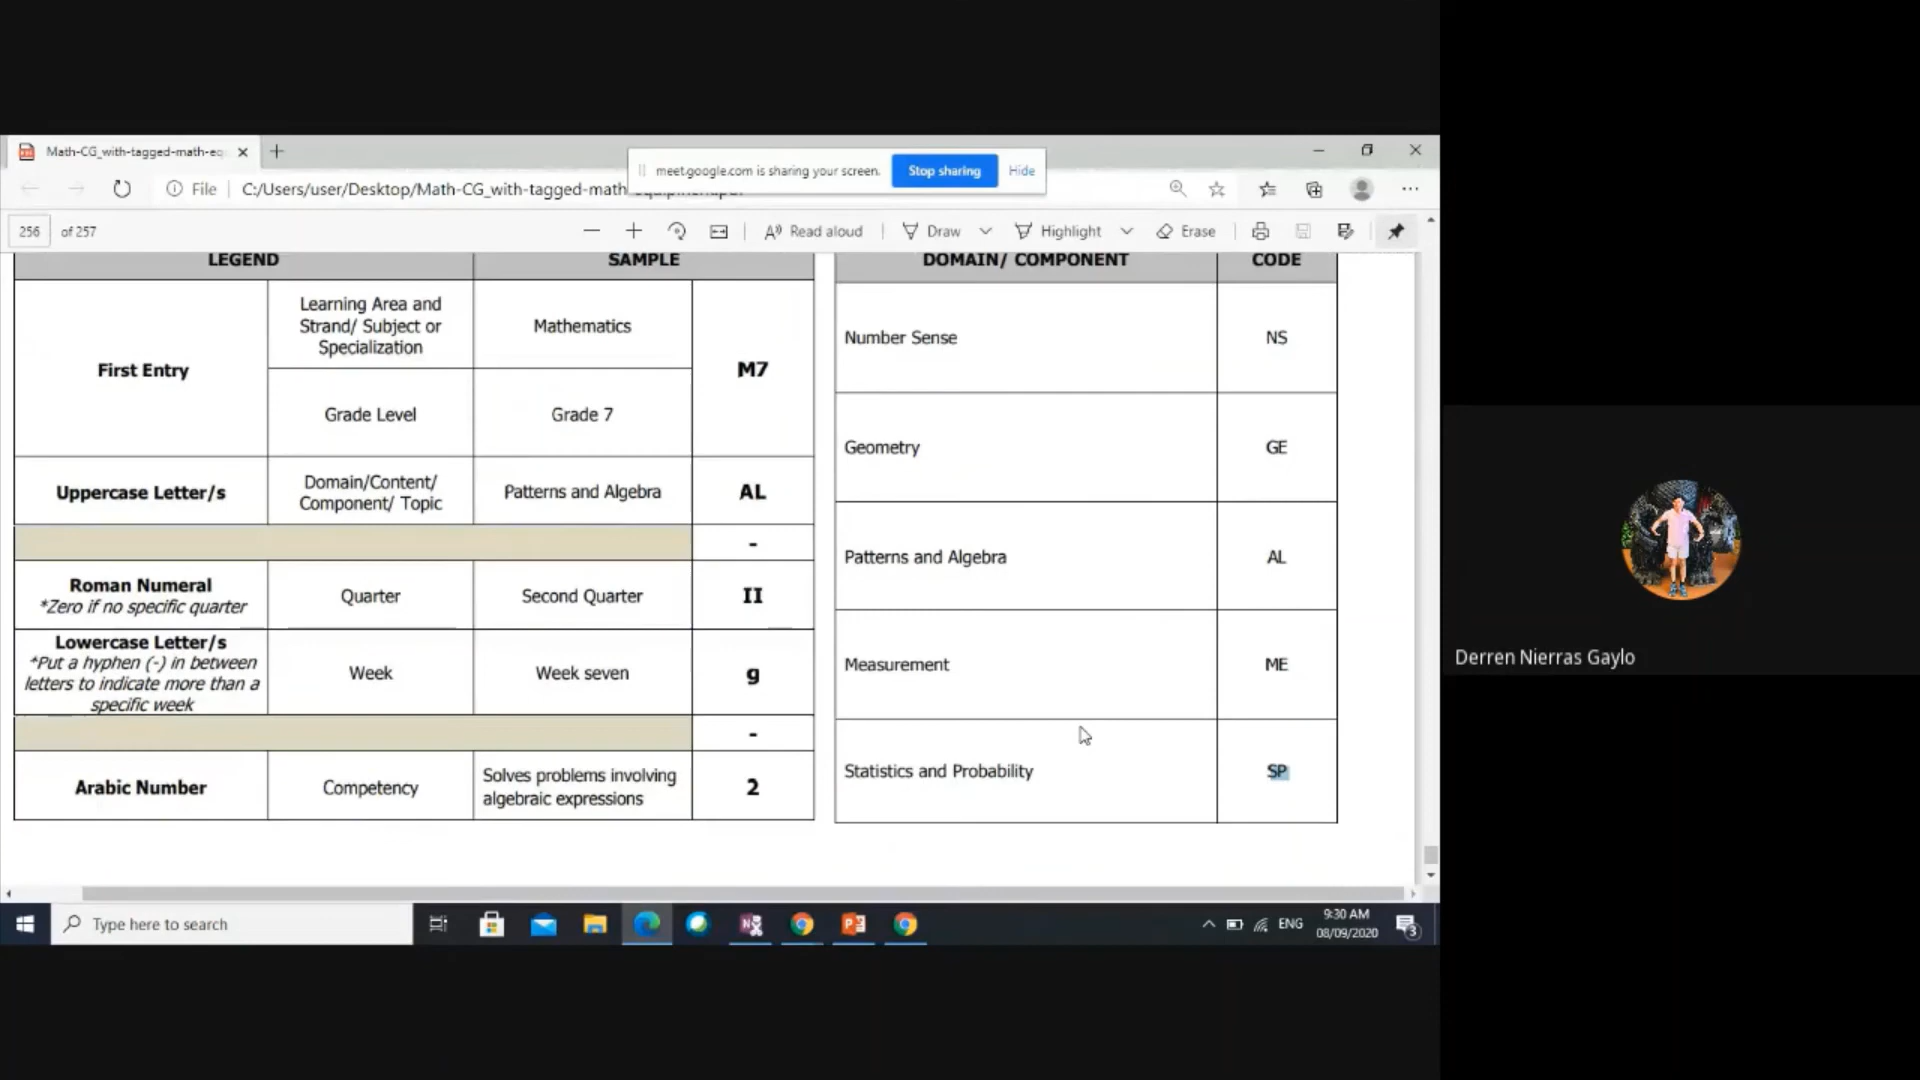 Math-CG_with-tagged-math-eq
meet.google.com is sharing your screen.
Stop sharing
Hide
File
C:/Users/user/Desktop/Math-CG_with-tagged-math-
256 of 257
Read aloud
Draw
Highlight
Erase
LEGEND
SAMPLE
First Entry
Learning Area and
Strand/ Subject or
Specialization
Mathematics
M7
Grade Level
Grade 7
Uppercase Letter/s
Domain/Content/
Component/ Topic
Patterns and Algebra
AL
-
Roman Numeral
*Zero if no specific quarter
Quarter
Second Quarter
II
Lowercase Letter/s
*Put a hyphen (-) in between
letters to indicate more than a
specific week
Week
Week seven
g
-
Arabic Number
Competency
Solves problems involving
algebraic expressions
2
DOMAIN/ COMPONENT
CODE
Number Sense
NS
Geometry
GE
Patterns and Algebra
AL
Measurement
ME
Statistics and Probability
SP
Derren Nierras Gaylo
Type here to search
ENG
9:30 AM
08/09/2020
3